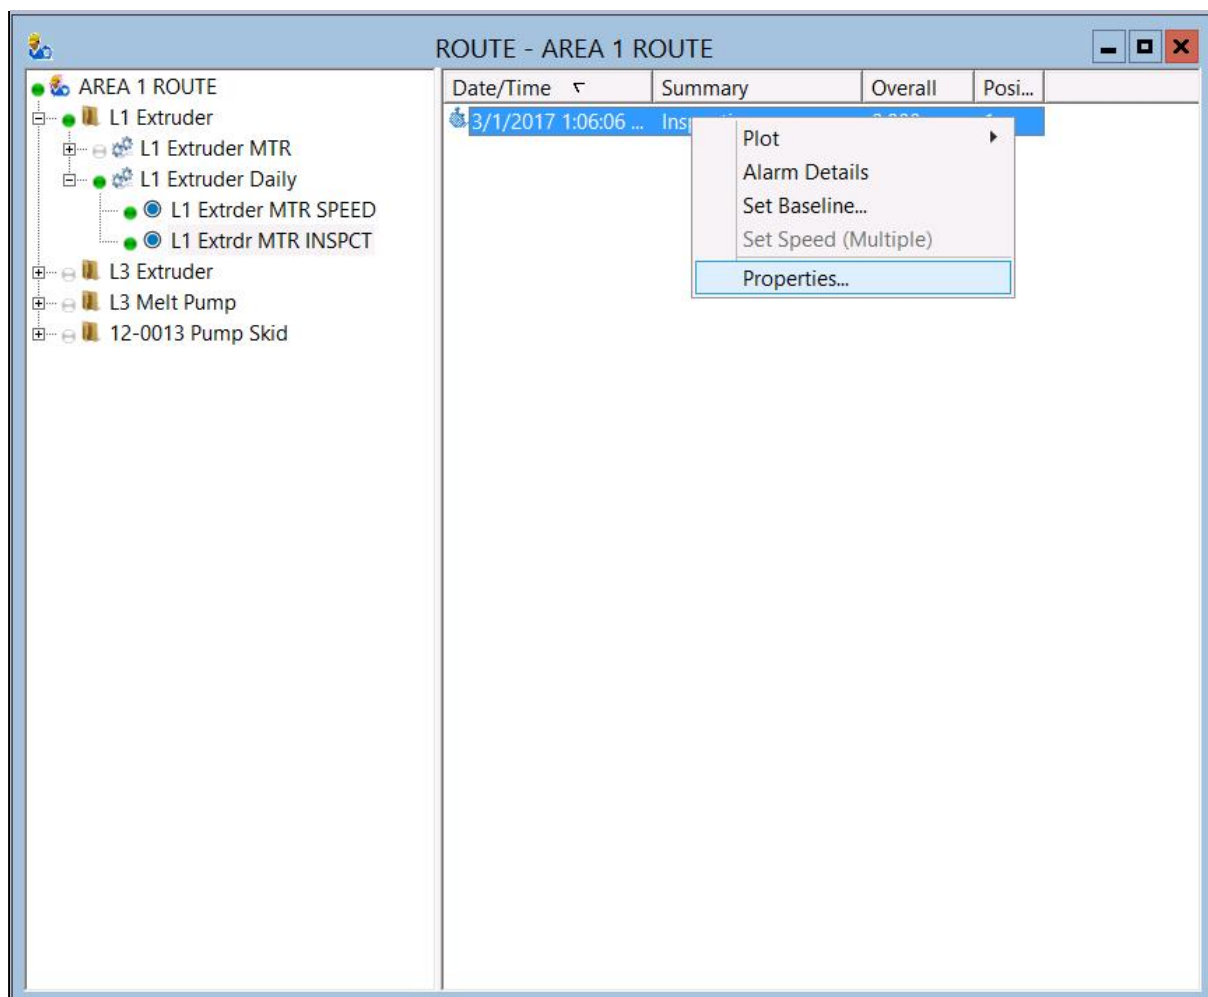 ROUTE - AREA 1 ROUTE
AREA 1 ROUTE
L1 Extruder
L1 Extruder MTR
L1 Extruder Daily
L1 Extrder MTR SPEED
L1 Extrdr MTR INSPCT
L3 Extruder
L3 Melt Pump
12-0013 Pump Skid
Date/Time Summary Overall Posi...
3/1/2017 1:06:06 ...
Plot
Alarm Details
Set Baseline...
Set Speed (Multiple)
Properties...